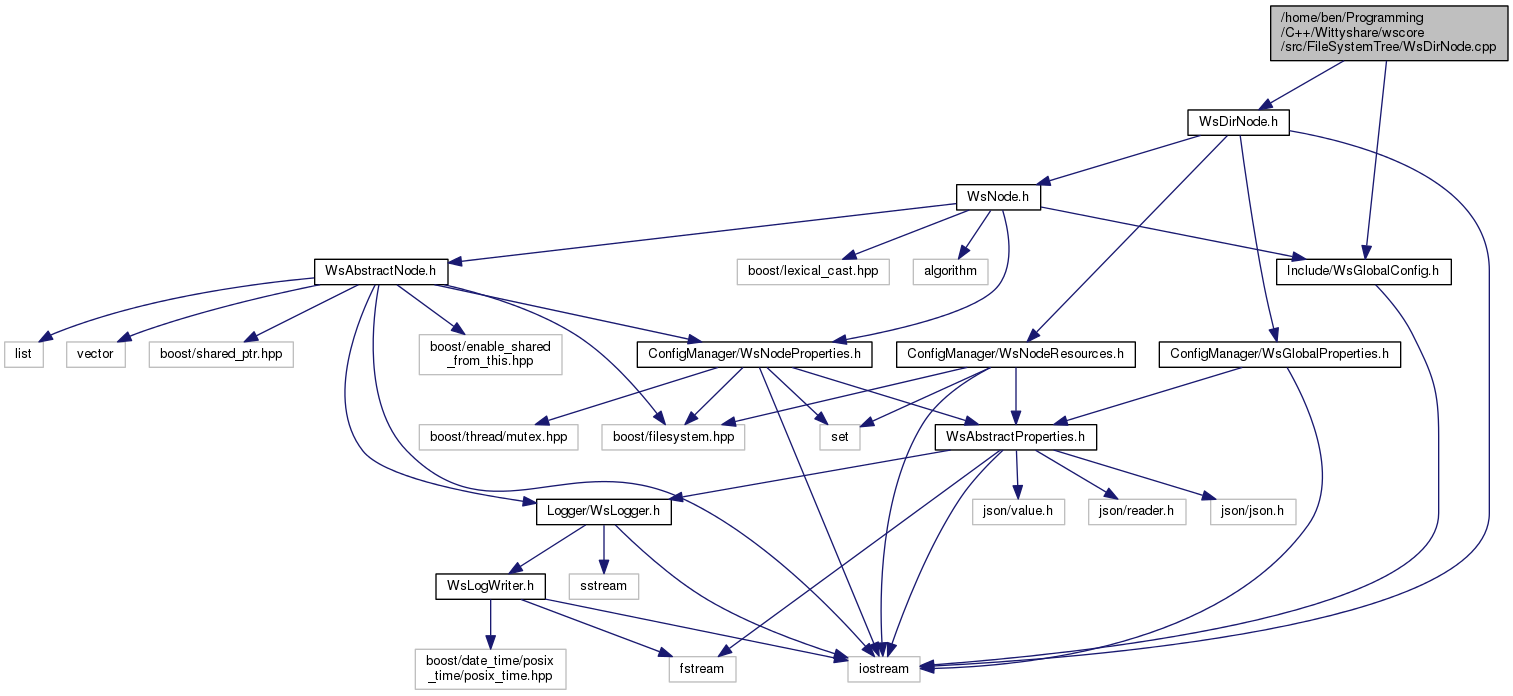 /home/ben/Programming
/C++/Wittyshare/wscore
/src/FileSystemTree/WsDirNode.cpp
WsDirNode.h
WsNode.h
WsAbstractNode.h
boost/lexical_cast.hpp
algorithm
Include/WsGlobalConfig.h
list
vector
boost/shared_ptr.hpp
boost/enable_shared
_from_this.hpp
ConfigManager/WsNodeProperties.h
ConfigManager/WsNodeResources.h
ConfigManager/WsGlobalProperties.h
boost/thread/mutex.hpp
boost/filesystem.hpp
set
WsAbstractProperties.h
Logger/WsLogger.h
json/value.h
json/reader.h
json/json.h
WsLogWriter.h
sstream
boost/date_time/posix
_time/posix_time.hpp
fstream
iostream